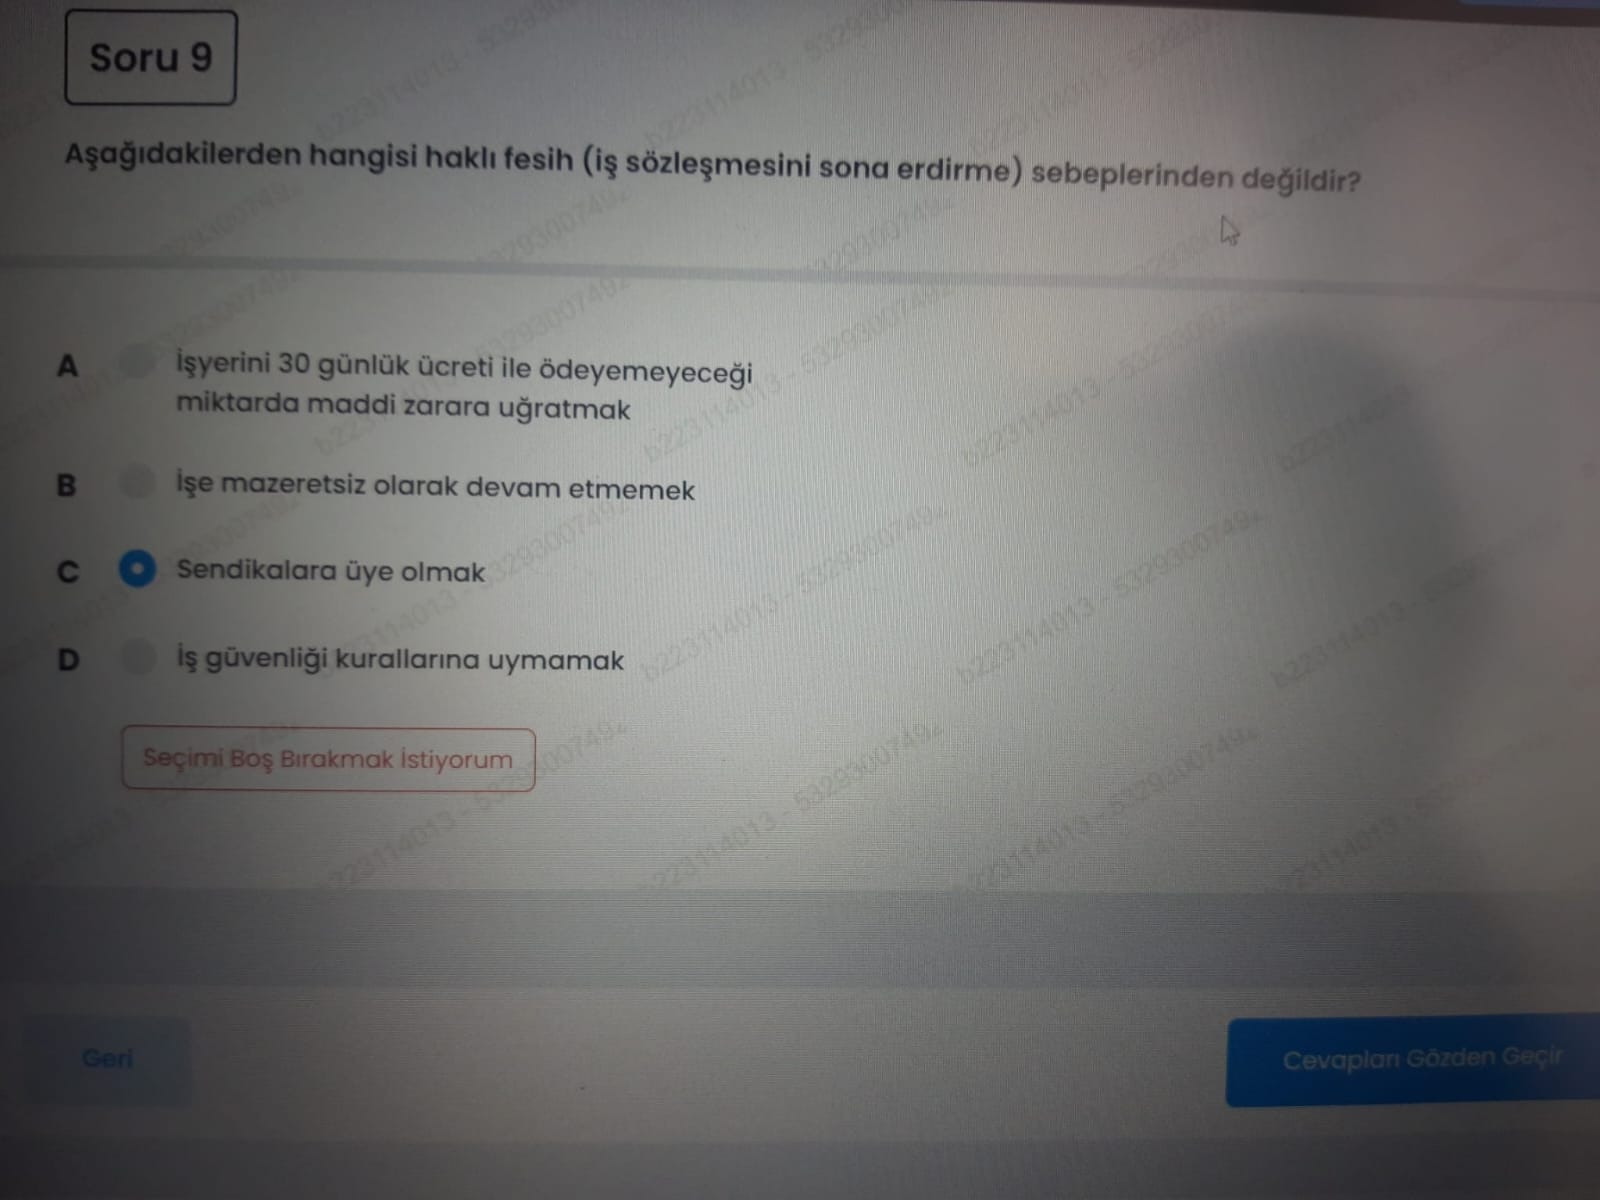 Soru 9
Aşağıdakilerden hangisi haklı fesih (iş sözleşmesini sona erdirme) sebeplerinden değildir?
A İşyerini 30 günlük ücreti ile ödeyemeyeceği
miktarda maddi zarara uğratmak
B İşe mazeretsiz olarak devam etmemek
C Sendikalara üye olmak
D İş güvenliği kurallarına uymamak
Seçimi Boş Bırakmak İstiyorum
Geri
Cevapları Gözden Geçir